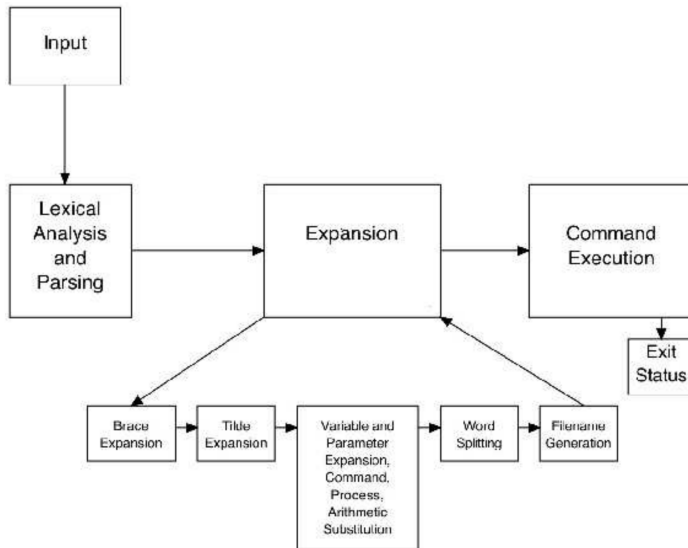 Input
Lexical
Analysis
and
Parsing
Expansion
Command
Execution
Exit
Status
Brace
Expansion
Tilde
Expansion
Variable and
Parameter
Expansion,
Command,
Process,
Arithmetic
Substitution
Word
Splitting
Filename
Generation